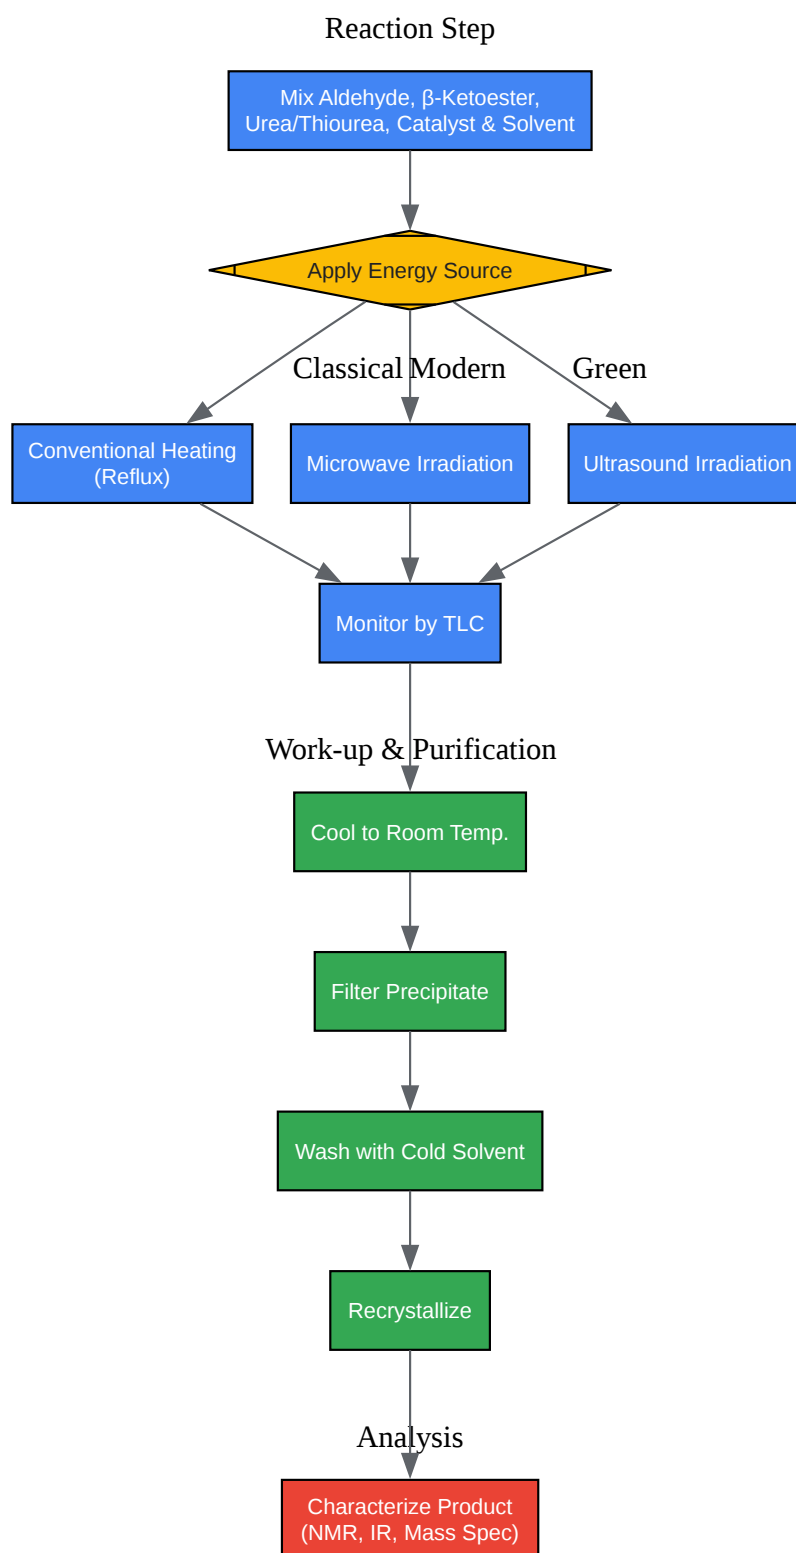 Reaction Step
Mix Aldehyde, β-Ketoester,
Urea/Thiourea, Catalyst & Solvent
Apply Energy Source
Classical
Modern
Green
Conventional Heating
(Reflux)
Microwave Irradiation
Ultrasound Irradiation
Monitor by TLC
Work-up & Purification
Cool to Room Temp.
Filter Precipitate
Wash with Cold Solvent
Recrystallize
Analysis
Characterize Product
(NMR, IR, Mass Spec)